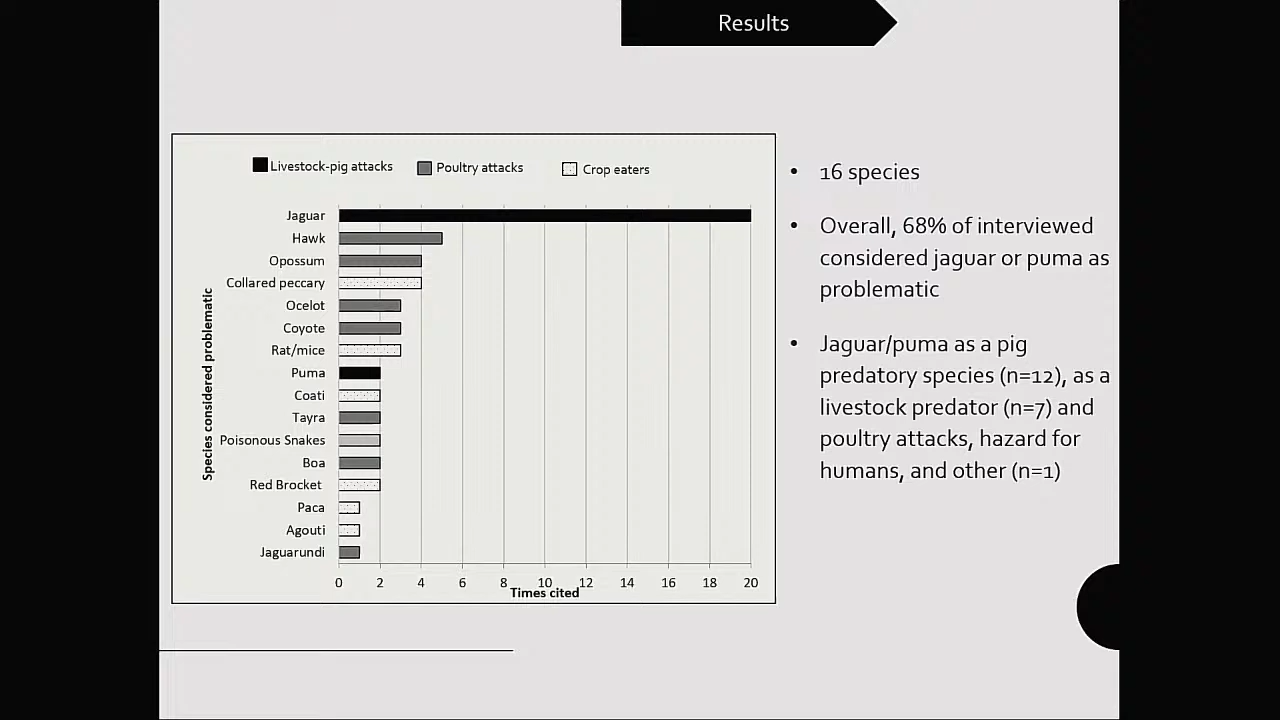 Results
Livestock-pig attacks
Poultry attacks
Crop eaters
Species considered problematic
Jaguar
Hawk
Opossum
Collared peccary
Ocelot
Coyote
Rat/mice
Puma
Coati
Tayra
Poisonous Snakes
Boa
Red Brocket
Paca
Agouti
Jaguarundi
0 2 4 6 8 10 12 14 16 18 20
Times cited
• 16 species
• Overall, 68% of interviewed
considered jaguar or puma as
problematic
• Jaguar/puma as a pig
predatory species (n=12), as a
livestock predator (n=7) and
poultry attacks, hazard for
humans, and other (n=1)